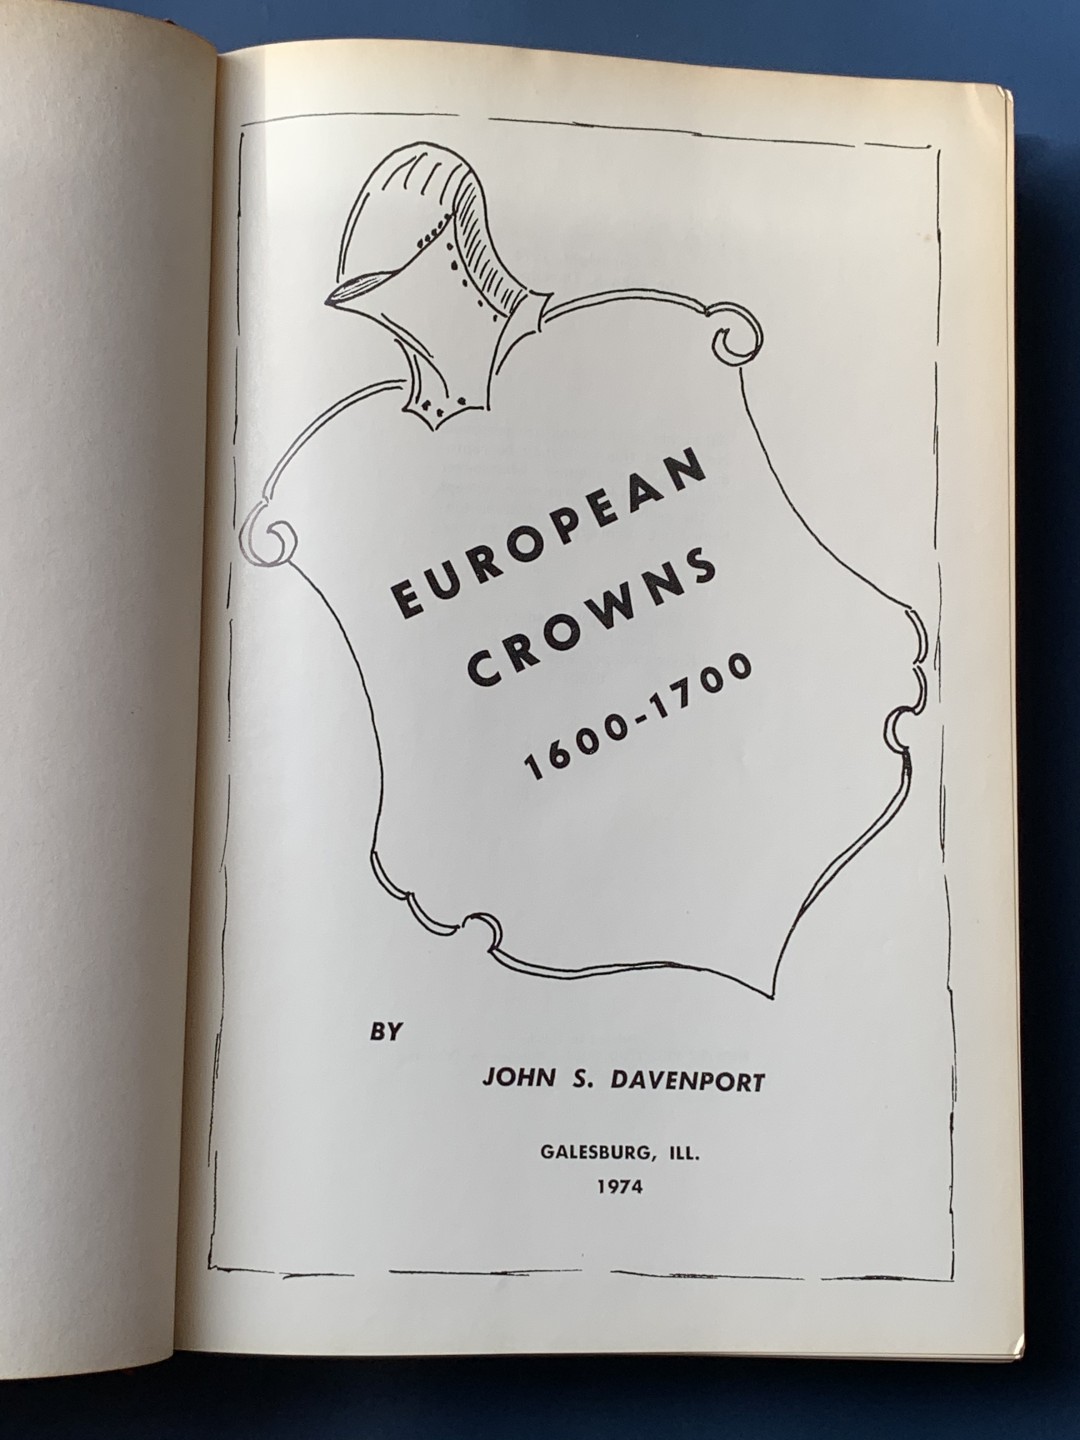 EUROPEAN
CROWNS
1600-1700
BY
JOHN S. DAVENPORT
GALESBURG, ILL.
1974